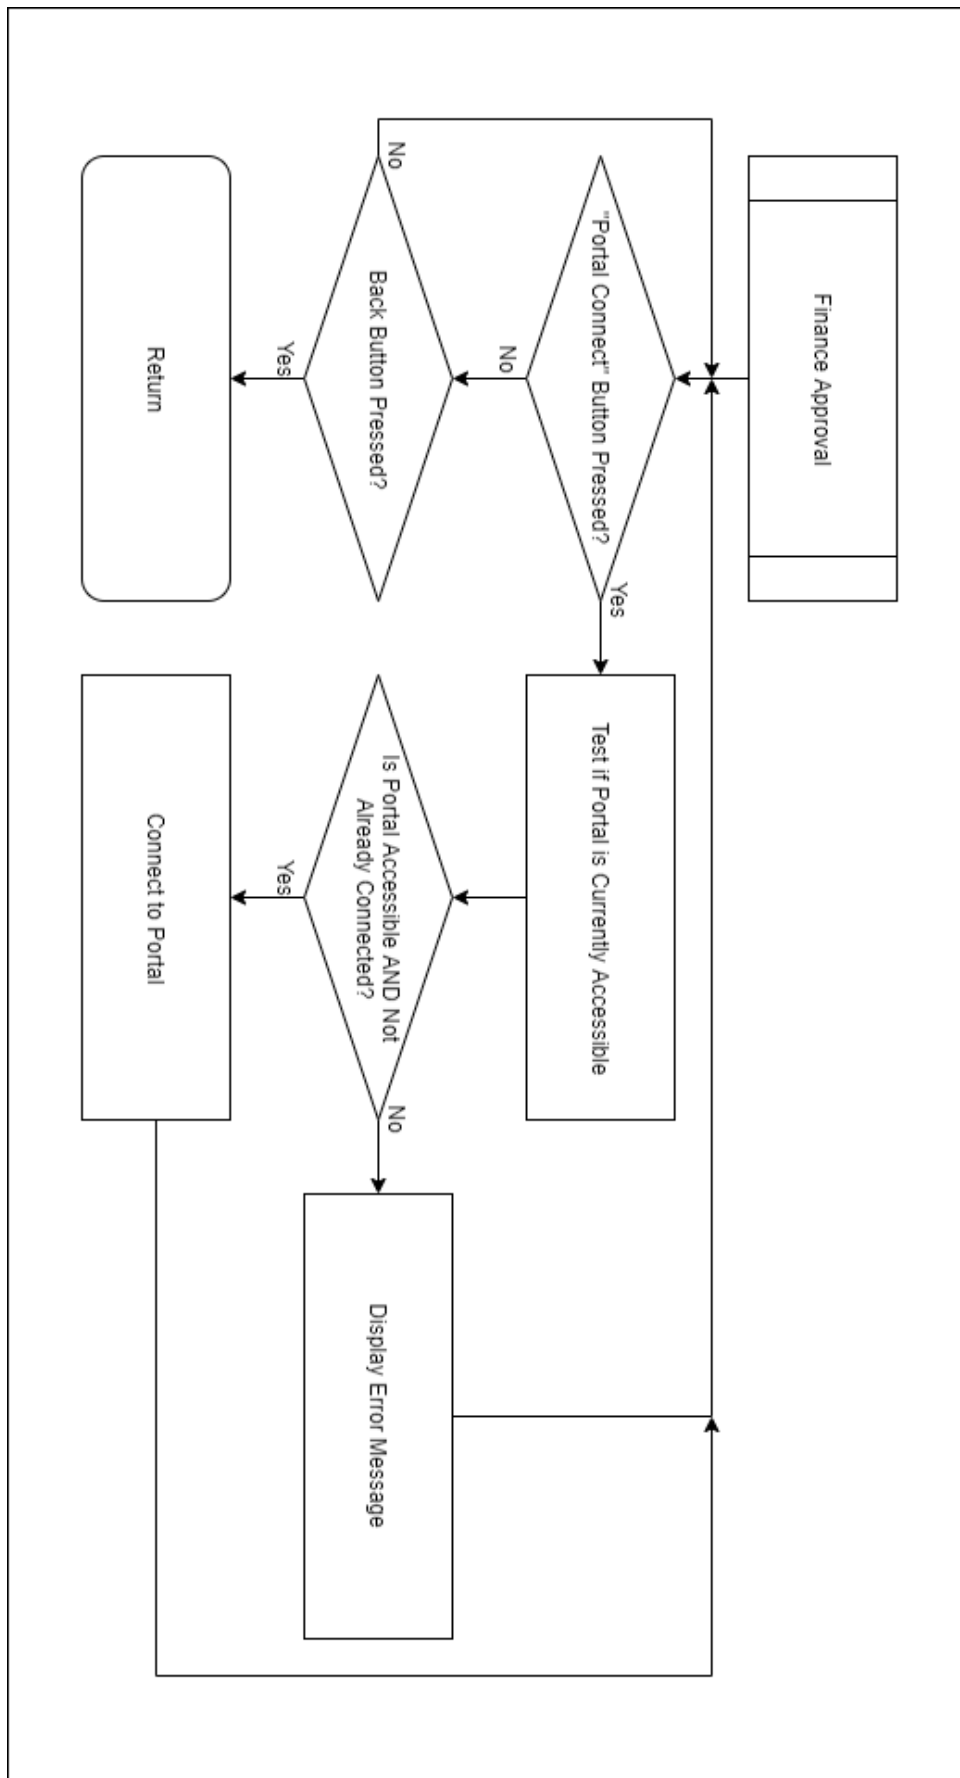 Finance Approval
"Portal Connect" Button Pressed?
Yes
No
Test if Portal is Currently Accessible
Back Button Pressed?
No
Yes
Is Portal Accessible AND Not
Already Connected?
No
Yes
Display Error Message
Return
Connect to Portal